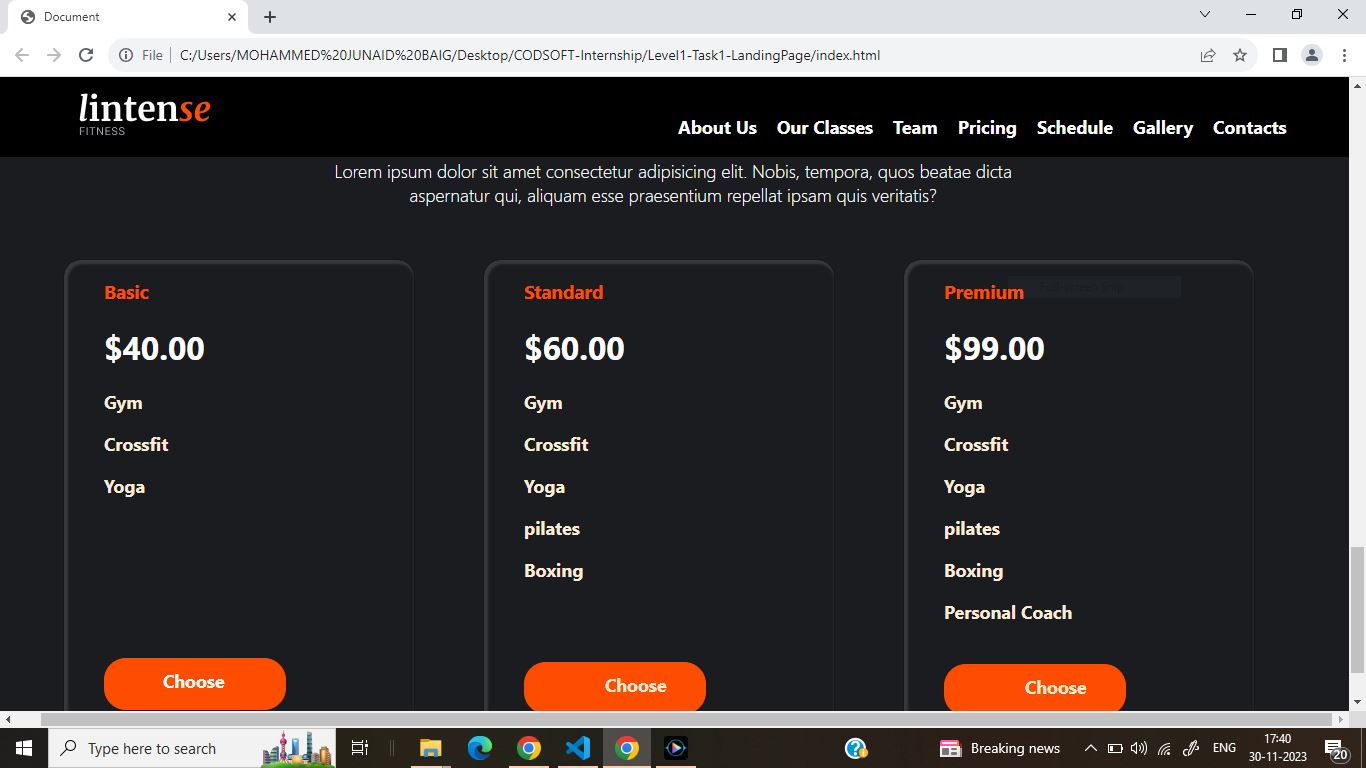 Document
File
C:/Users/MOHAMMED%20JUNAID%20BAIG/Desktop/CODSOFT-Internship/Level1-Task1-LandingPage/index.html
lintense
FITNESS
About Us Our Classes Team Pricing Schedule Gallery Contacts
Lorem ipsum dolor sit amet consectetur adipisicing elit. Nobis, tempora, quos beatae dicta
aspernatur qui, aliquam esse praesentium repellat ipsam quis veritatis?
Basic
$40.00
Gym
Crossfit
Yoga
Choose
Standard
$60.00
Gym
Crossfit
Yoga
pilates
Boxing
Choose
Premium
$99.00
Gym
Crossfit
Yoga
pilates
Boxing
Personal Coach
Choose
Type here to search
Breaking news
ENG
17:40
30-11-2023
20